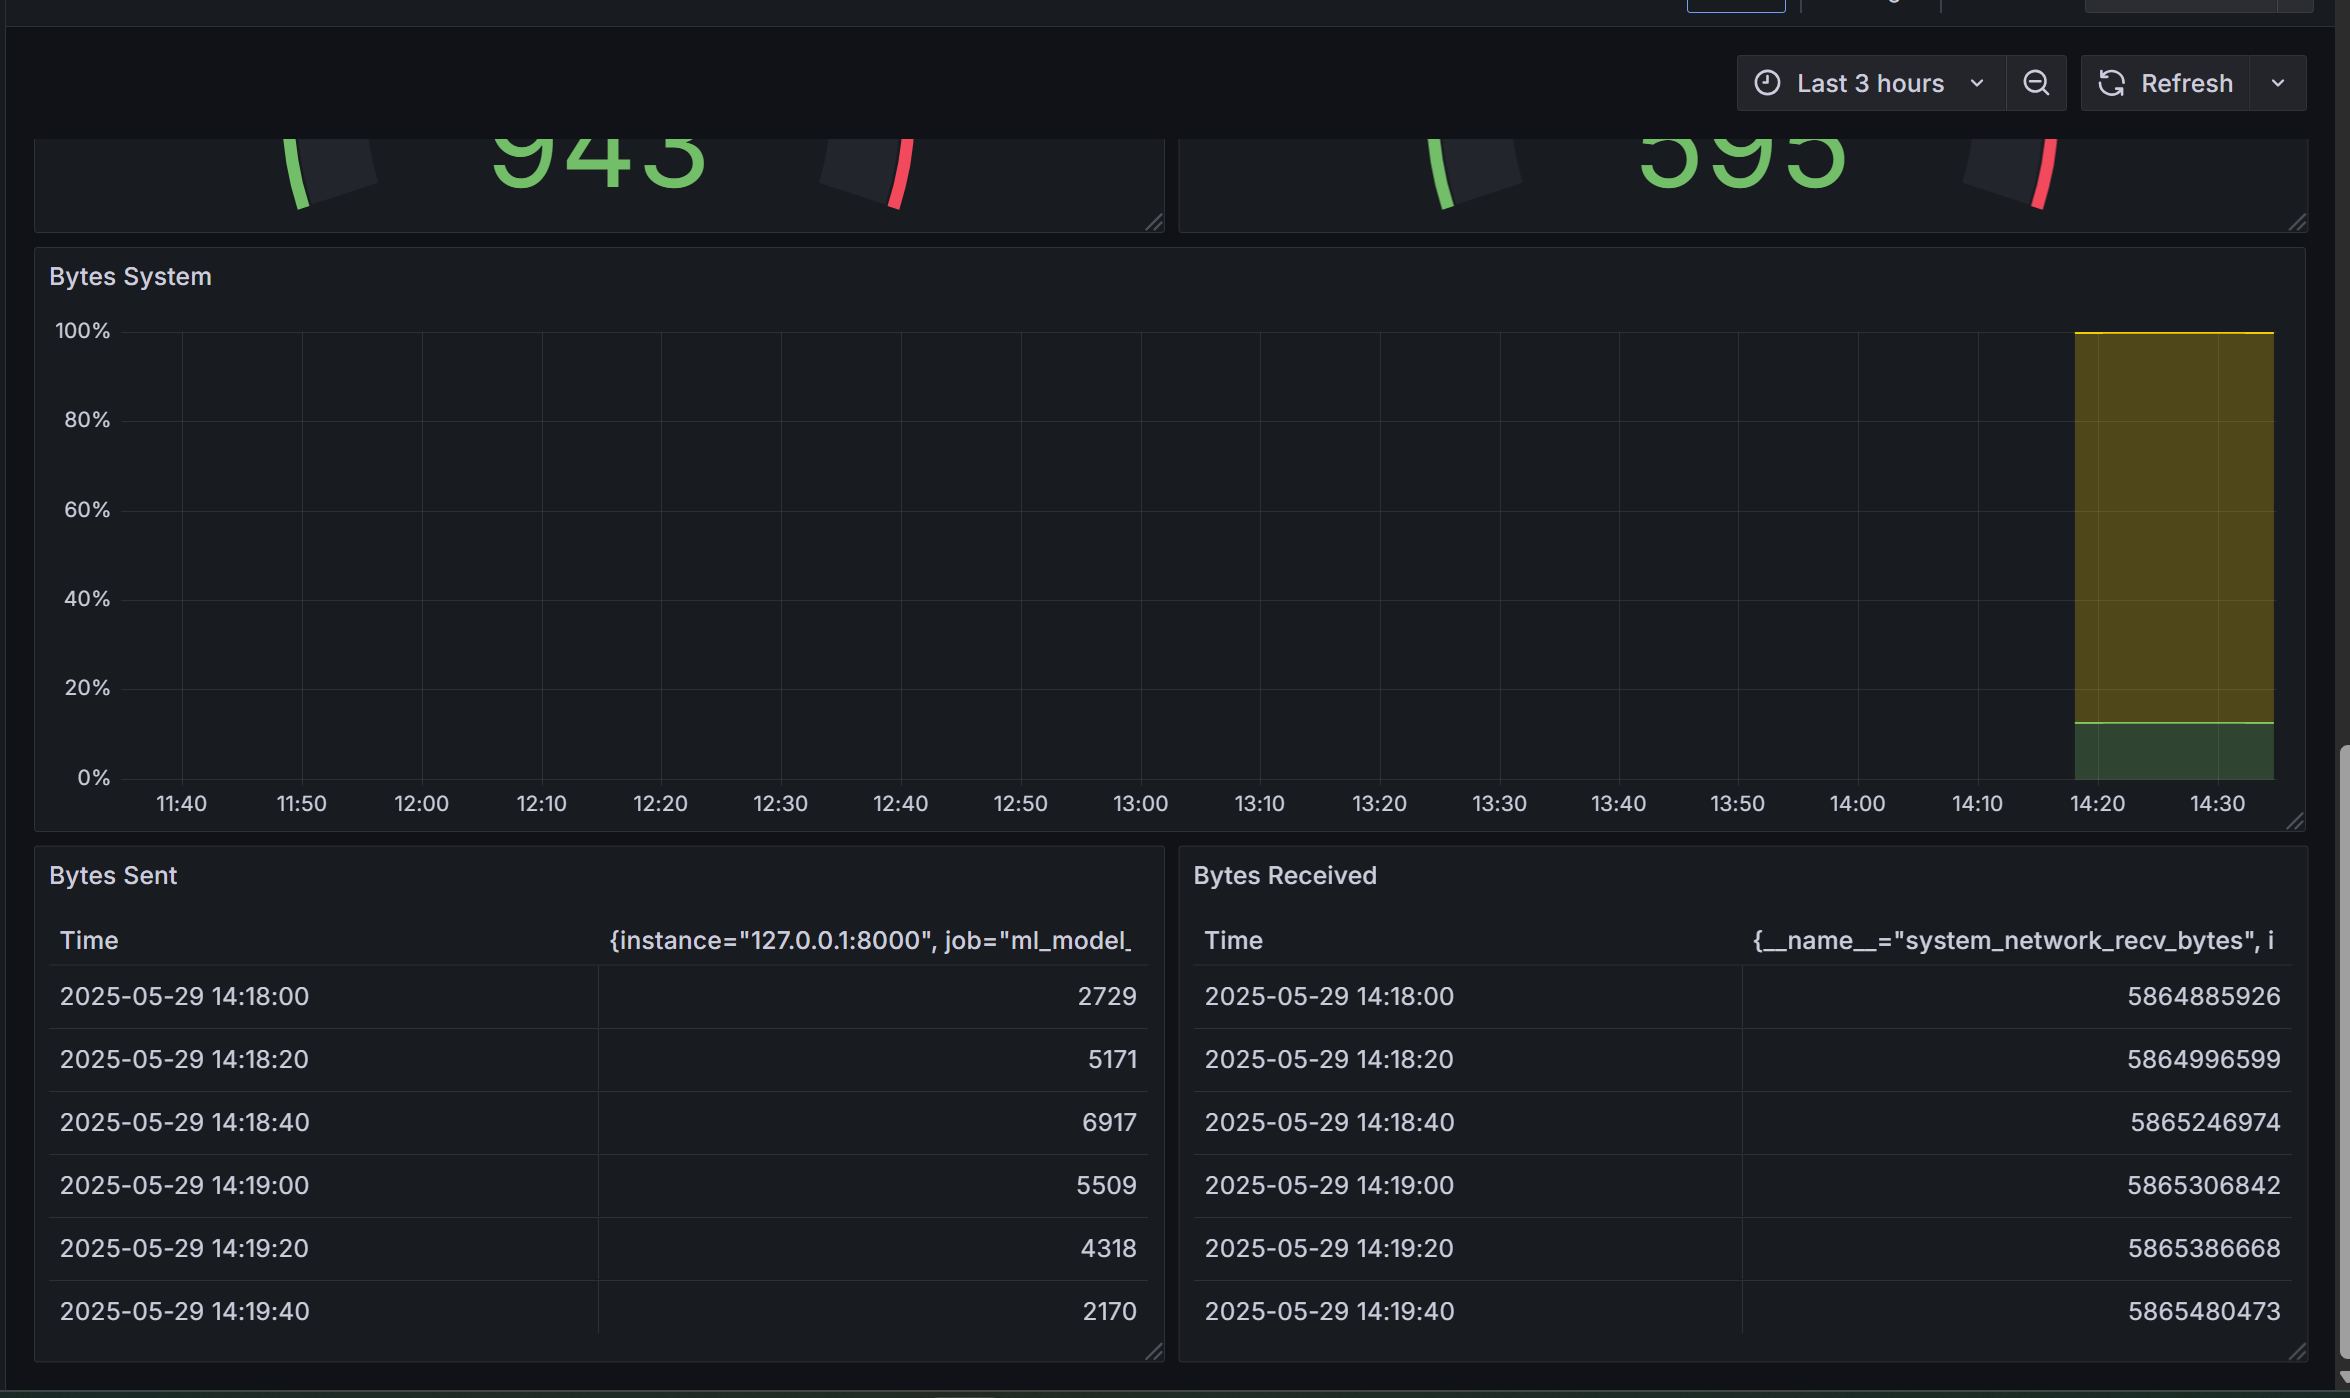 Last 3 hours
Refresh
943
595
Bytes System
100%
80%
60%
40%
20%
0%
11:40 11:50 12:00 12:10 12:20 12:30 12:40 12:50 13:00 13:10 13:20 13:30 13:40 13:50 14:00 14:10 14:20 14:30
Bytes Sent
Time {instance="127.0.0.1:8000", job="ml_model_
2025-05-29 14:18:00 2729
2025-05-29 14:18:20 5171
2025-05-29 14:18:40 6917
2025-05-29 14:19:00 5509
2025-05-29 14:19:20 4318
2025-05-29 14:19:40 2170
Bytes Received
Time {__name__="system_network_recv_bytes", i
2025-05-29 14:18:00 5864885926
2025-05-29 14:18:20 5864996599
2025-05-29 14:18:40 5865246974
2025-05-29 14:19:00 5865306842
2025-05-29 14:19:20 5865386668
2025-05-29 14:19:40 5865480473